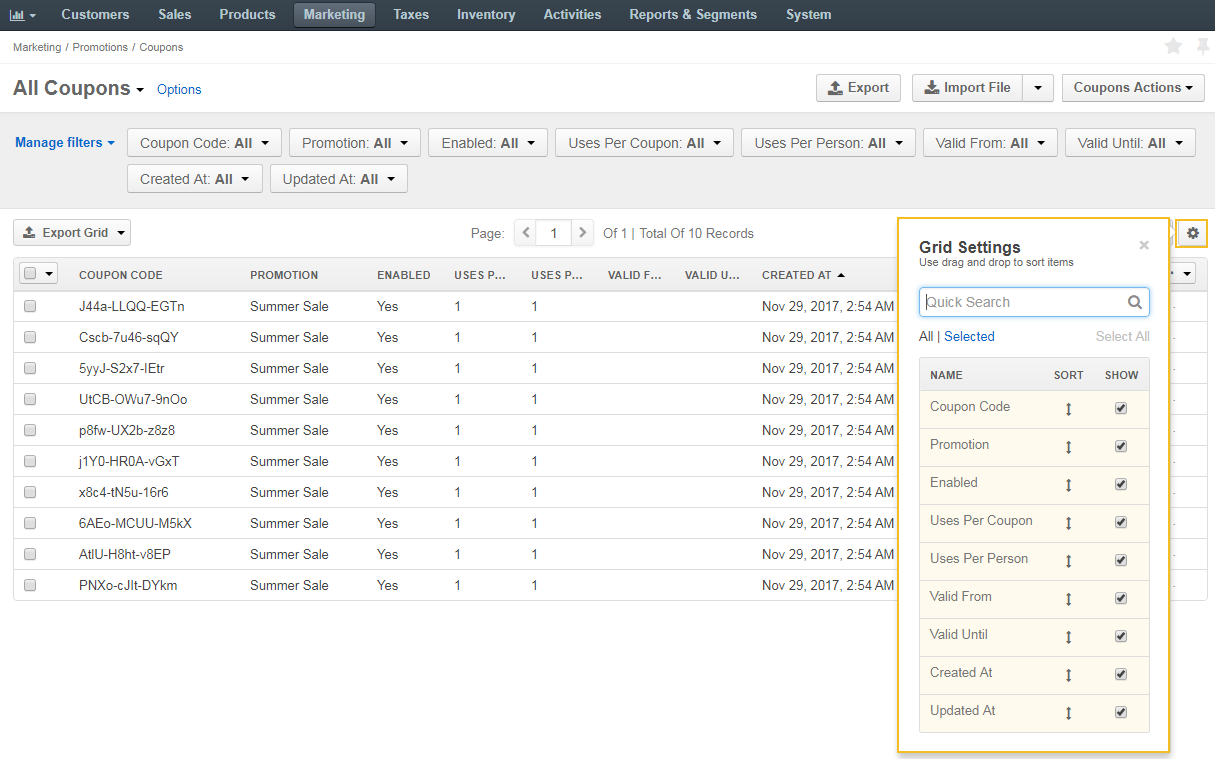 Customers Sales Products Marketing Taxes Inventory Activities Reports & Segments System
Marketing / Promotions / Coupons
All Coupons Options Export Import File Coupons Actions
Manage filters Coupon Code: All Promotion: All Enabled: All Uses Per Coupon: All Uses Per Person: All Valid From: All Valid Until: All
Created At: All Updated At: All
Export Grid Page: 1 Of 1 | Total Of 10 Records
COUPON CODE PROMOTION ENABLED USES P... USES P... VALID F... VALID U... CREATED AT
J44a-LLQQ-EGTn Summer Sale Yes 1 1 Nov 29, 2017, 2:54 AM
Cscb-7u46-sqQY Summer Sale Yes 1 1 Nov 29, 2017, 2:54 AM
5yyJ-S2x7-IEtr Summer Sale Yes 1 1 Nov 29, 2017, 2:54 AM
UtCB-OWu7-9nOo Summer Sale Yes 1 1 Nov 29, 2017, 2:54 AM
p8fw-UX2b-z8z8 Summer Sale Yes 1 1 Nov 29, 2017, 2:54 AM
j1Y0-HR0A-vGxT Summer Sale Yes 1 1 Nov 29, 2017, 2:54 AM
x8c4-tN5u-16r6 Summer Sale Yes 1 1 Nov 29, 2017, 2:54 AM
6AEo-MCUU-M5kX Summer Sale Yes 1 1 Nov 29, 2017, 2:54 AM
AtlU-H8ht-v8EP Summer Sale Yes 1 1 Nov 29, 2017, 2:54 AM
PNXo-cJIt-DYkm Summer Sale Yes 1 1 Nov 29, 2017, 2:54 AM
Grid Settings
Use drag and drop to sort items
Quick Search
All | Selected Select All
NAME SORT SHOW
Coupon Code
Promotion
Enabled
Uses Per Coupon
Uses Per Person
Valid From
Valid Until
Created At
Updated At